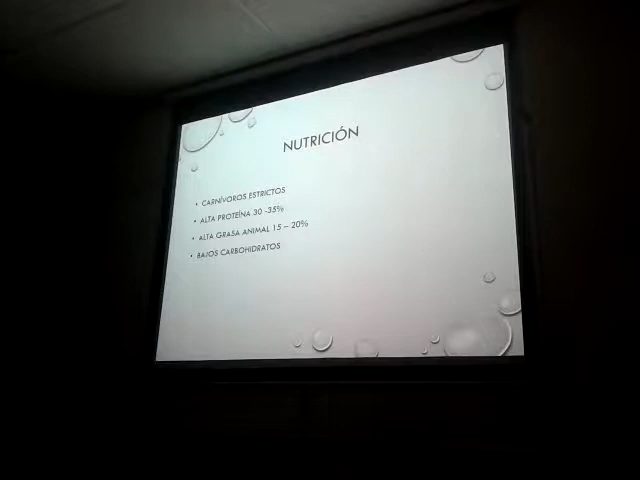 NUTRICIÓN
• CARNÍVOROS ESTRICTOS
• ALTA PROTEÍNA 30 -35%
• ALTA GRASA ANIMAL 15 – 20%
• BAJOS CARBOHIDRATOS